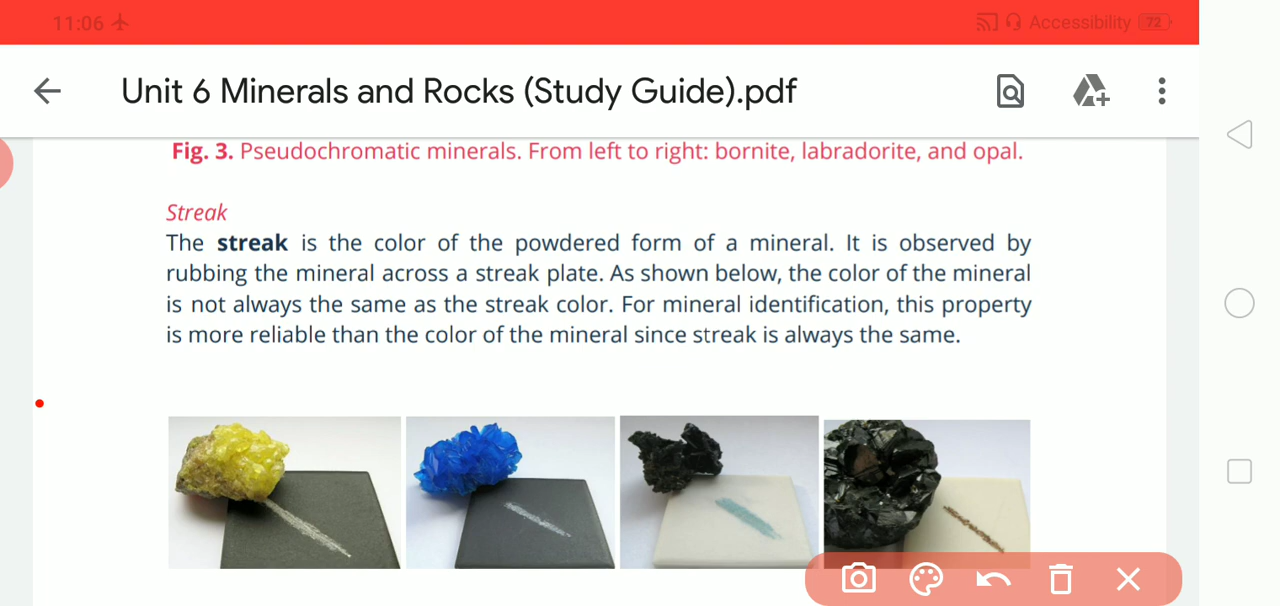 11:06
Accessibility 72
Unit 6 Minerals and Rocks (Study Guide).pdf
Fig. 3. Pseudochromatic minerals. From left to right: bornite, labradorite, and opal.
Streak
The streak is the color of the powdered form of a mineral. It is observed by
rubbing the mineral across a streak plate. As shown below, the color of the mineral
is not always the same as the streak color. For mineral identification, this property
is more reliable than the color of the mineral since streak is always the same.